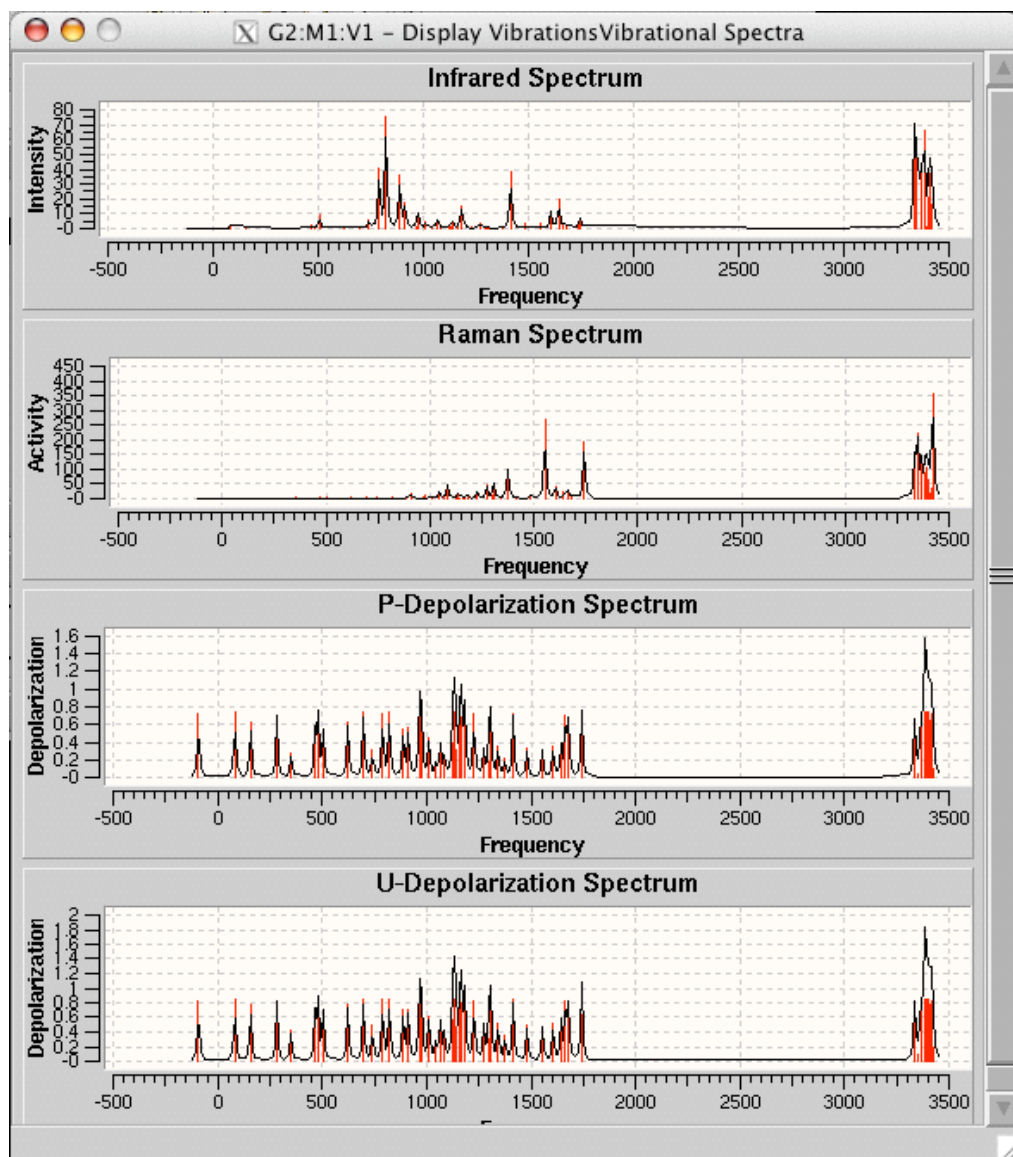 G2:M1:V1 - Display VibrationsVibrational Spectra
Infrared Spectrum
Intensity
80
70
60
50
40
30
20
10
-0
-500 0 500 1000 1500 2000 2500 3000 3500
Frequency
Raman Spectrum
Activity
450
400
350
300
250
200
150
100
50
-0
-500 0 500 1000 1500 2000 2500 3000 3500
Frequency
P-Depolarization Spectrum
Depolarization
1.6
1.4
1.2
1
0.8
0.6
0.4
0.2
-0
-500 0 500 1000 1500 2000 2500 3000 3500
Frequency
U-Depolarization Spectrum
Depolarization
2
1.8
1.6
1.4
1.2
1
0.8
0.6
0.4
0.2
-0
-500 0 500 1000 1500 2000 2500 3000 3500